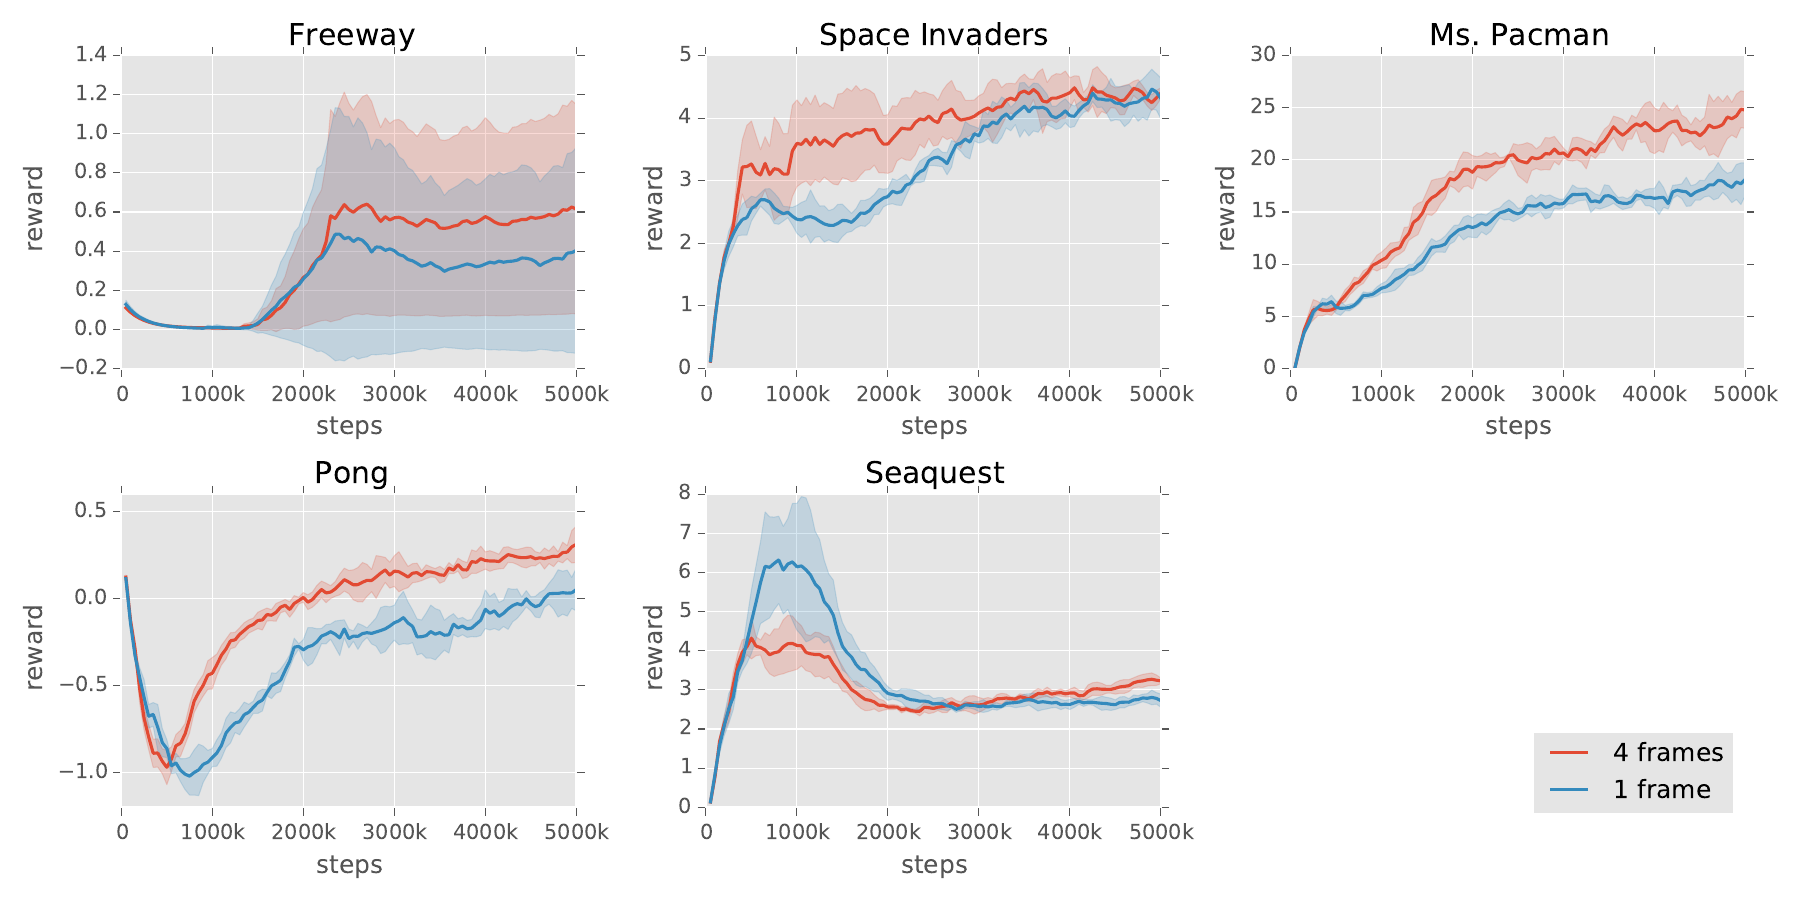 Freeway
1.4
1.2
1.0
0.8
0.6
0.4
0.2
0.0
−0.2
reward
0 1000k 2000k 3000k 4000k 5000k
steps
Space Invaders
5
4
3
2
1
0
reward
0 1000k 2000k 3000k 4000k 5000k
steps
Ms. Pacman
30
25
20
15
10
5
0
reward
0 1000k 2000k 3000k 4000k 5000k
steps
Pong
0.5
0.0
−0.5
−1.0
reward
0 1000k 2000k 3000k 4000k 5000k
steps
Seaquest
8
7
6
5
4
3
2
1
0
reward
0 1000k 2000k 3000k 4000k 5000k
steps
4 frames
1 frame